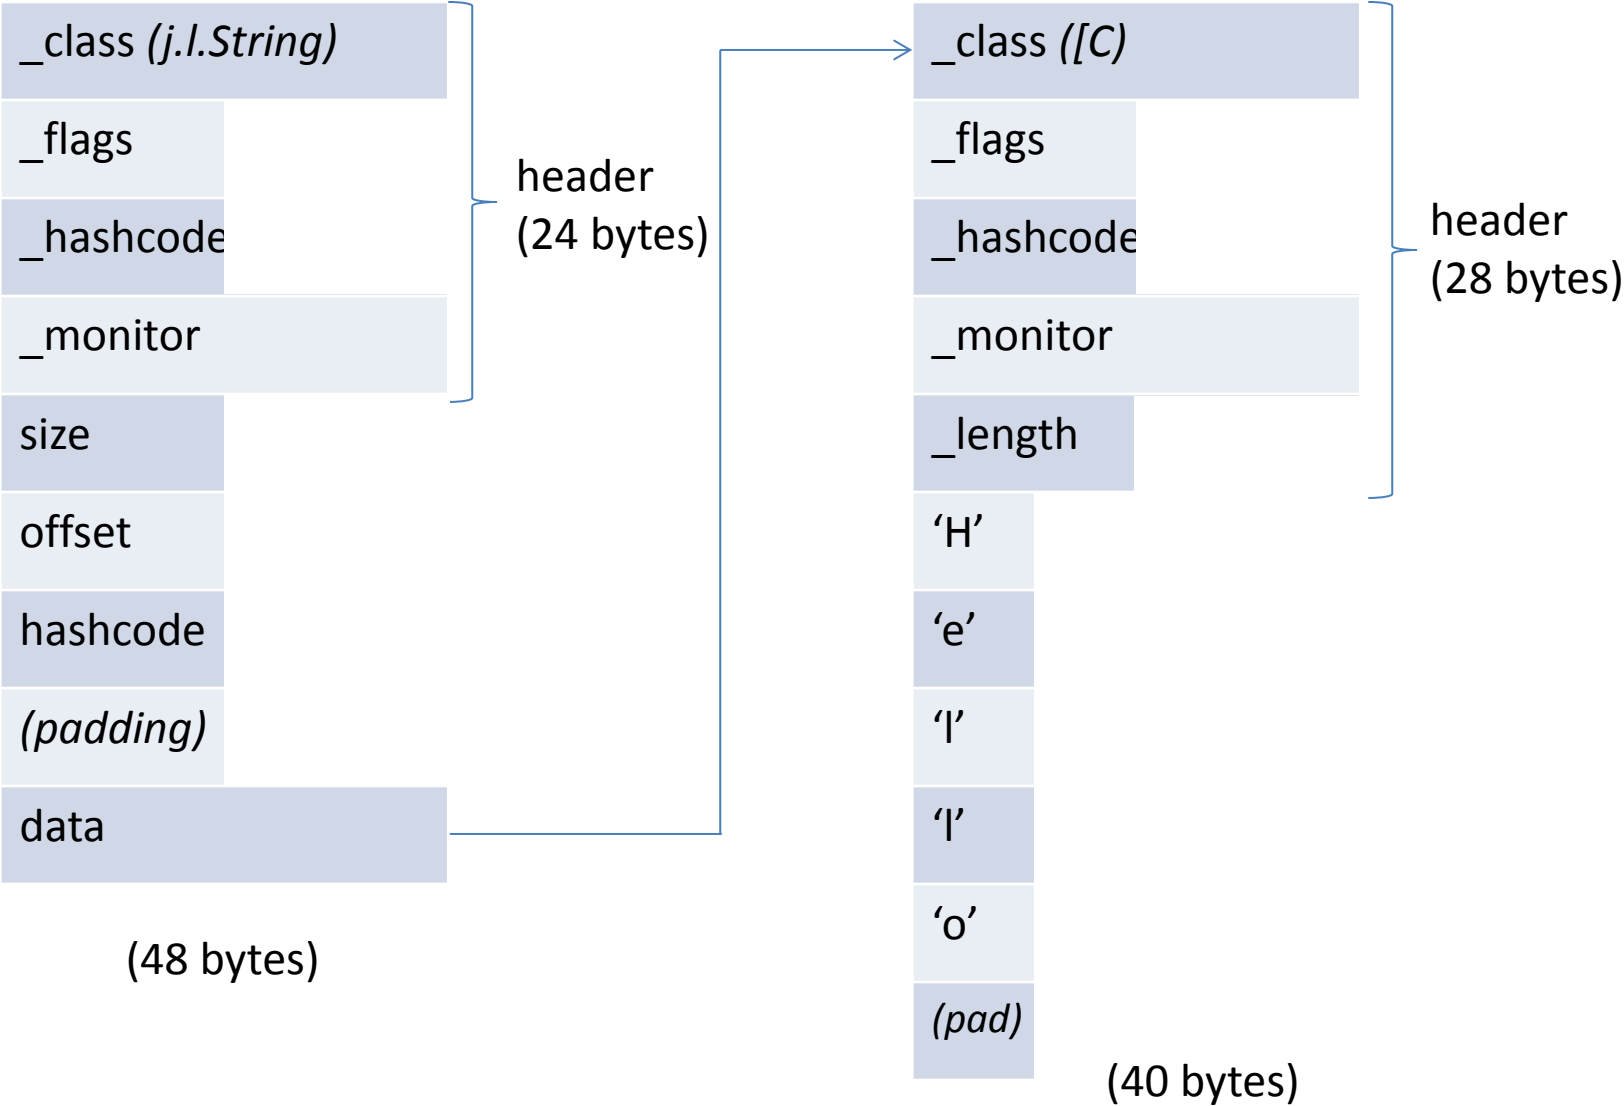 _class (j.l.String)
_flags
_hashcode
_monitor
size
offset
hashcode
(padding)
data
header
(24 bytes)
(48 bytes)
_class ([C)
_flags
_hashcode
_monitor
_length
‘H’
‘e’
‘l’
‘l’
‘o’
(pad)
header
(28 bytes)
(40 bytes)